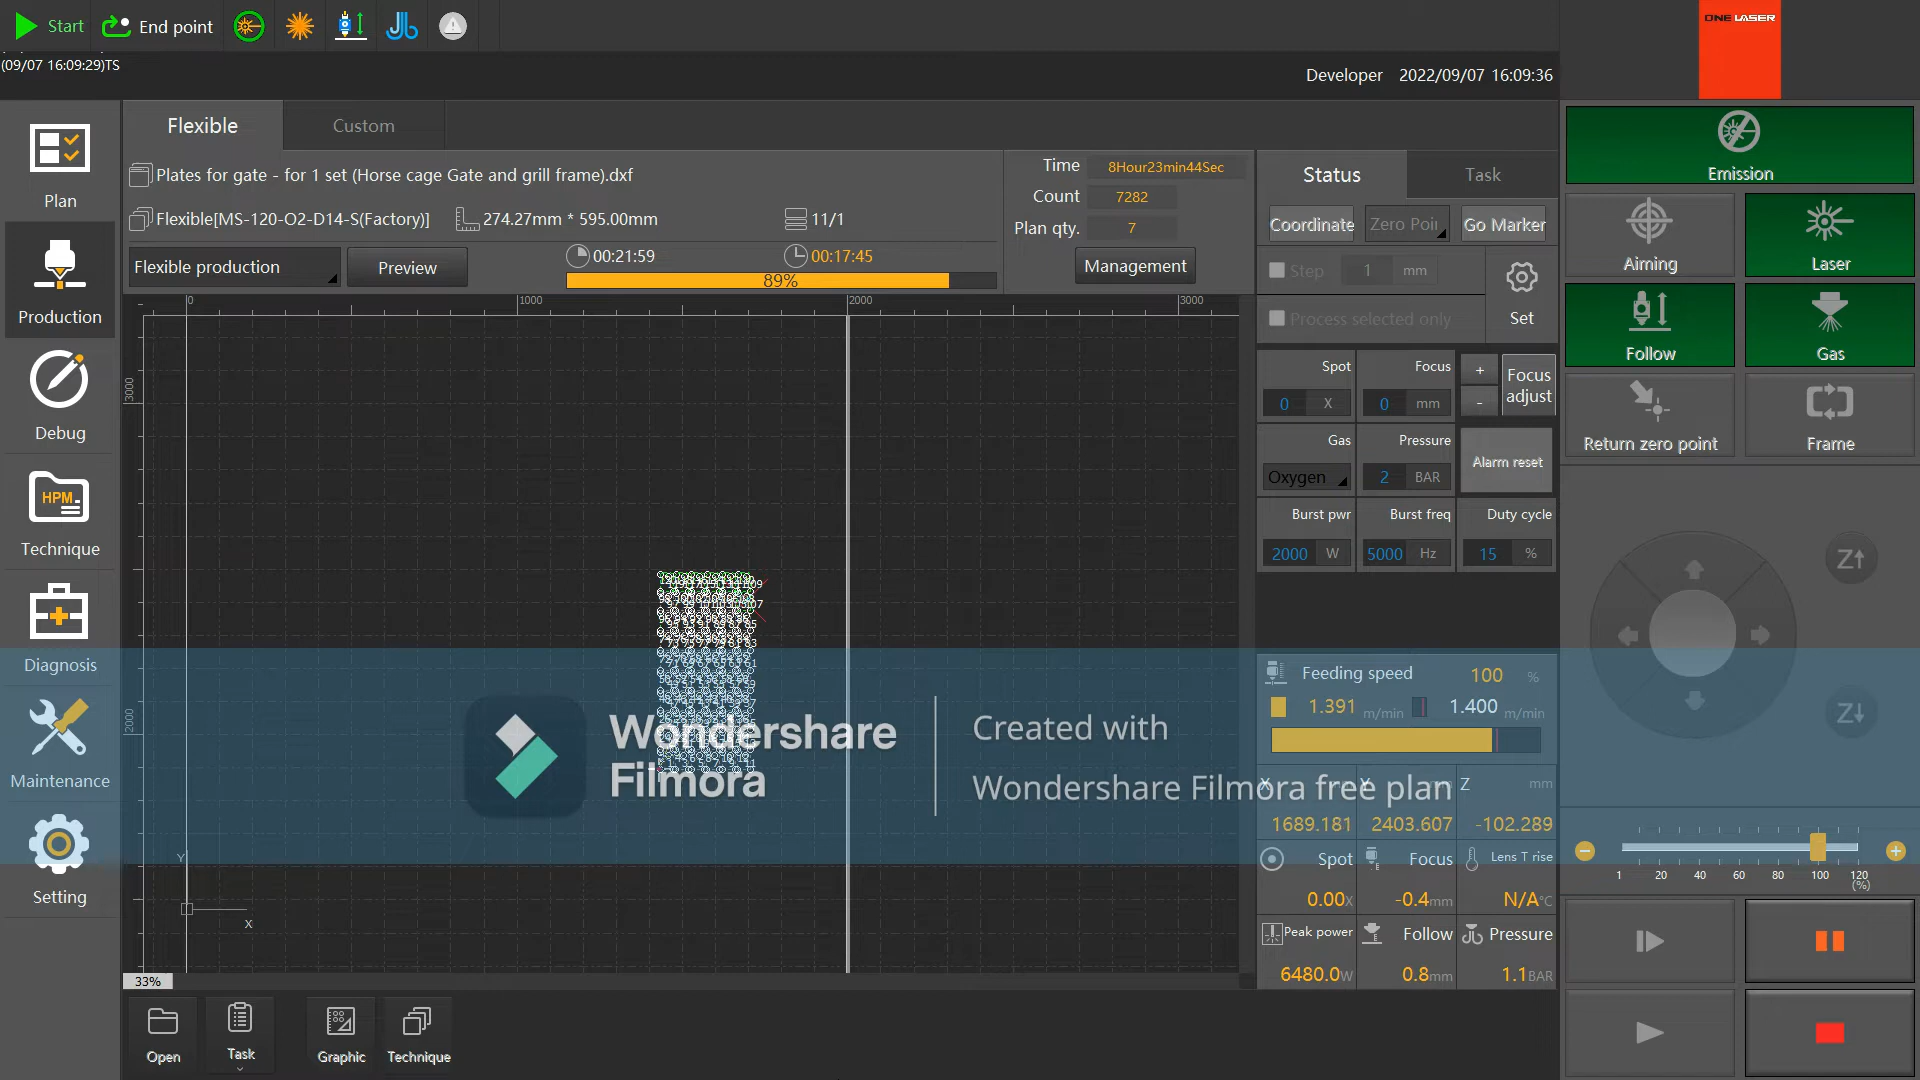 Start
End point
(09/07 16:09:29)TS
Developer 2022/09/07 16:09:36
ONE LASER
Plan
Production
Debug
HPM
Technique
Diagnosis
Maintenance
Setting
Flexible Custom
Plates for gate - for 1 set (Horse cage Gate and grill frame).dxf
Flexible[MS-120-O2-D14-S(Factory)] 274.27mm * 595.00mm 11/1
Flexible production Preview 00:21:59 00:17:45
89%
Time 8Hour23min44Sec
Count 7282
Plan qty. 7
Management
0 1000 2000 3000
3000
2000
Y
X
33%
Status Task
Coordinate Zero Poi Go Marker
Step 1 mm
Process selected only
Set
Spot Focus
0 X 0 mm
+
-
Focus adjust
Gas Pressure
Oxygen 2 BAR
Alarm reset
Burst pwr Burst freq Duty cycle
2000 W 5000 Hz 15 %
Feeding speed 100 %
1.391 m/min 1.400 m/min
X Y Z mm
1689.181 2403.607 -102.289
Spot Focus Lens T rise
0.00X -0.4mm N/A°C
Peak power Follow Pressure
6480.0W 0.8mm 1.1BAR
Emission
Aiming Laser
Follow Gas
Return zero point Frame
Z↑
Z↓
1 20 40 60 80 100 120
(%)
Wondershare
Filmora
Created with
Wondershare Filmora free plan
Open Task Graphic Technique